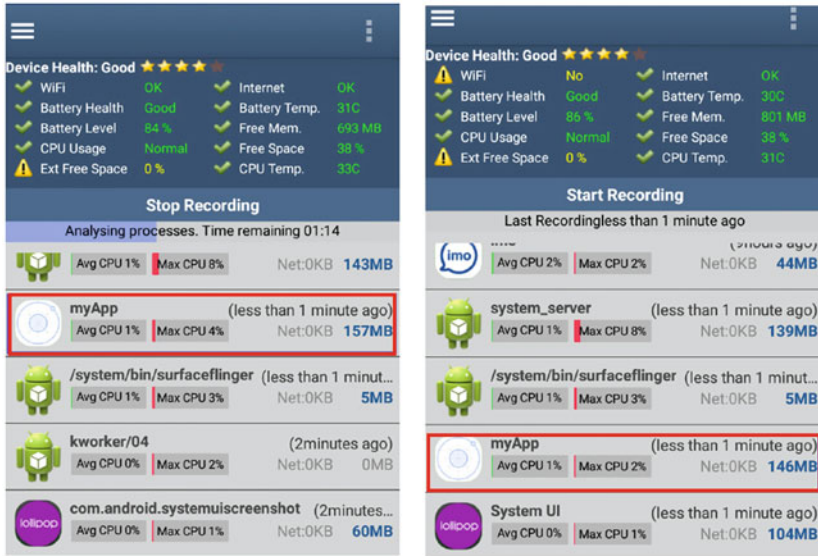 Device Health: Good
WiFi OK Internet OK
Battery Health Good Battery Temp. 31C
Battery Level 84 % Free Mem. 693 MB
CPU Usage Normal Free Space 38 %
Ext Free Space 0 % CPU Temp. 33C
Stop Recording
Analysing processes. Time remaining 01:14
Avg CPU 1% Max CPU 8% Net:0KB 143MB
myApp (less than 1 minute ago)
Avg CPU 1% Max CPU 4% Net:0KB 157MB
/system/bin/surfaceflinger (less than 1 minut...
Avg CPU 1% Max CPU 3% Net:0KB 5MB
kworker/04 (2minutes ago)
Avg CPU 0% Max CPU 2% Net:0KB 0MB
com.android.systemuiscreenshot (2minutes...
lollipop
Avg CPU 0% Max CPU 1% Net:0KB 60MB
Device Health: Good
WiFi No Internet OK
Battery Health Good Battery Temp. 30C
Battery Level 86 % Free Mem. 801 MB
CPU Usage Normal Free Space 38 %
Ext Free Space 0 % CPU Temp. 31C
Start Recording
Last Recordingless than 1 minute ago
imo (9hours ago)
imo
Avg CPU 2% Max CPU 2% Net:0KB 44MB
system_server (less than 1 minute ago)
Avg CPU 1% Max CPU 8% Net:0KB 139MB
/system/bin/surfaceflinger (less than 1 minut...
Avg CPU 1% Max CPU 3% Net:0KB 5MB
myApp (less than 1 minute ago)
Avg CPU 1% Max CPU 2% Net:0KB 146MB
System UI (less than 1 minute ago)
lollipop
Avg CPU 0% Max CPU 1% Net:0KB 104MB